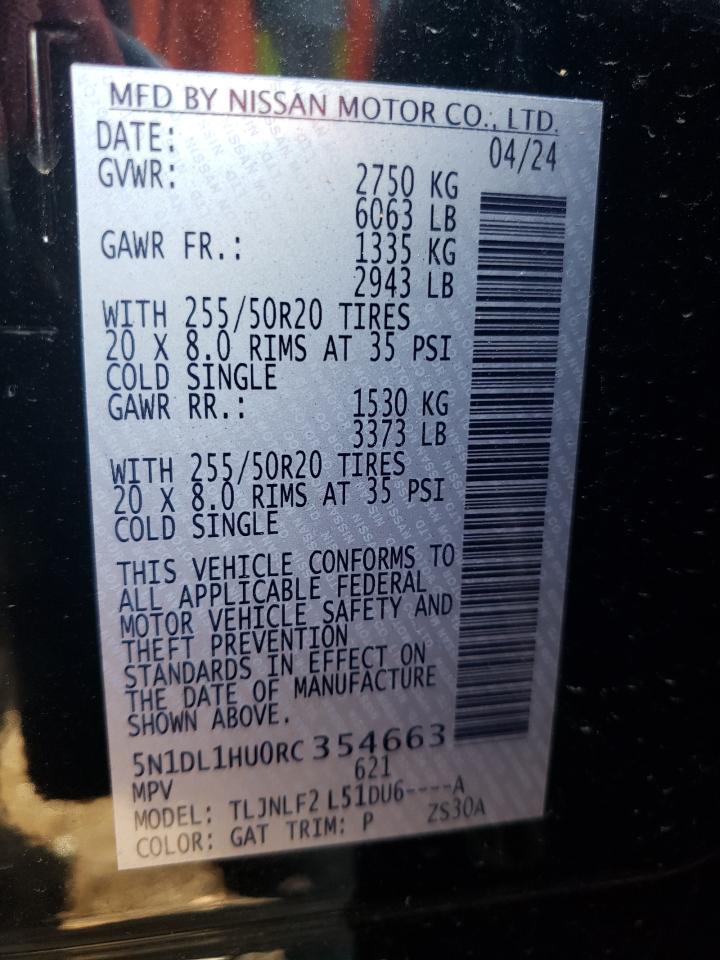 MFD BY NISSAN MOTOR CO., LTD.
DATE: 04/24
GVWR: 2750 KG
6063 LB
GAWR FR.: 1335 KG
2943 LB
WITH 255/50R20 TIRES
20 X 8.0 RIMS AT 35 PSI
COLD SINGLE
GAWR RR.: 1530 KG
3373 LB
WITH 255/50R20 TIRES
20 X 8.0 RIMS AT 35 PSI
COLD SINGLE
THIS VEHICLE CONFORMS TO
ALL APPLICABLE FEDERAL
MOTOR VEHICLE SAFETY AND
THEFT PREVENTION
STANDARDS IN EFFECT ON
THE DATE OF MANUFACTURE
SHOWN ABOVE.
5N1DL1HU0RC354663
MPV 621
MODEL: TLJNLF2 L51DU6----A
COLOR: GAT TRIM: P ZS30A